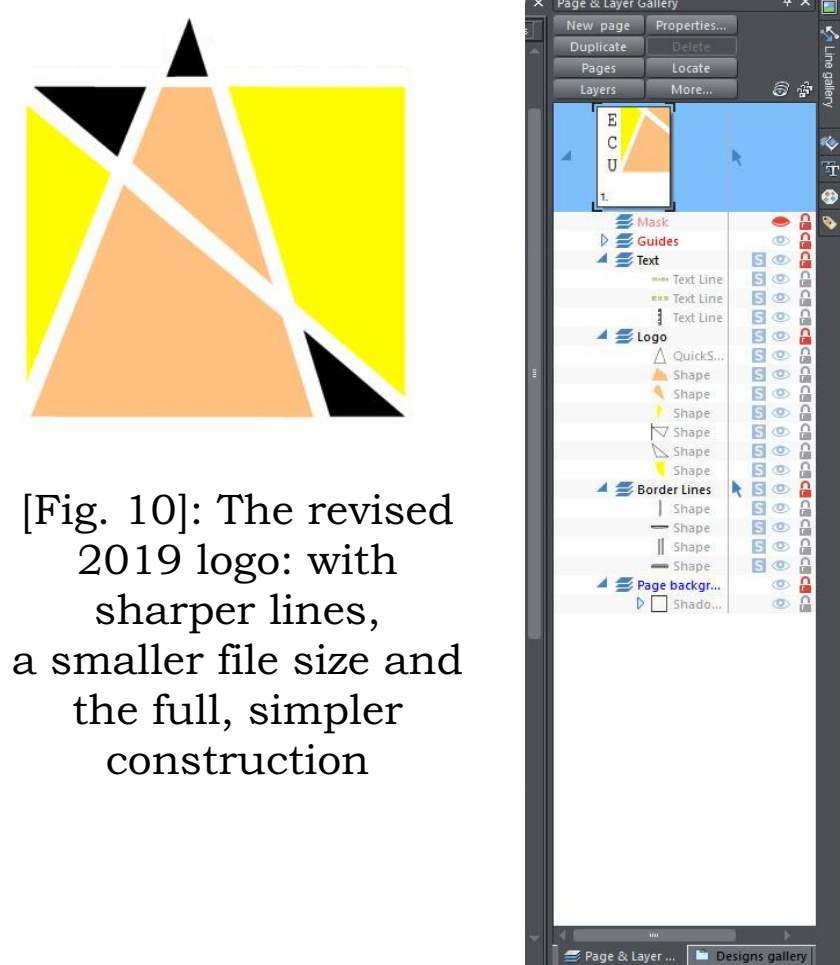 [Fig. 10]: The revised
2019 logo: with
sharper lines,
a smaller file size and
the full, simpler
construction
Page & Layer Gallery
New page Properties...
Duplicate Delete
Pages Locate
Layers More...
Line gallery
E
C
U
1.
Mask
Guides
Text
S
Text Line
S
Text Line
S
Text Line
S
Logo
S
QuickS...
S
Shape
S
Shape
S
Shape
S
Shape
S
Shape
S
Shape
S
Border Lines
S
Shape
S
Shape
S
Shape
S
Shape
S
Page backgr...
Shado...
Page & Layer ... Designs gallery